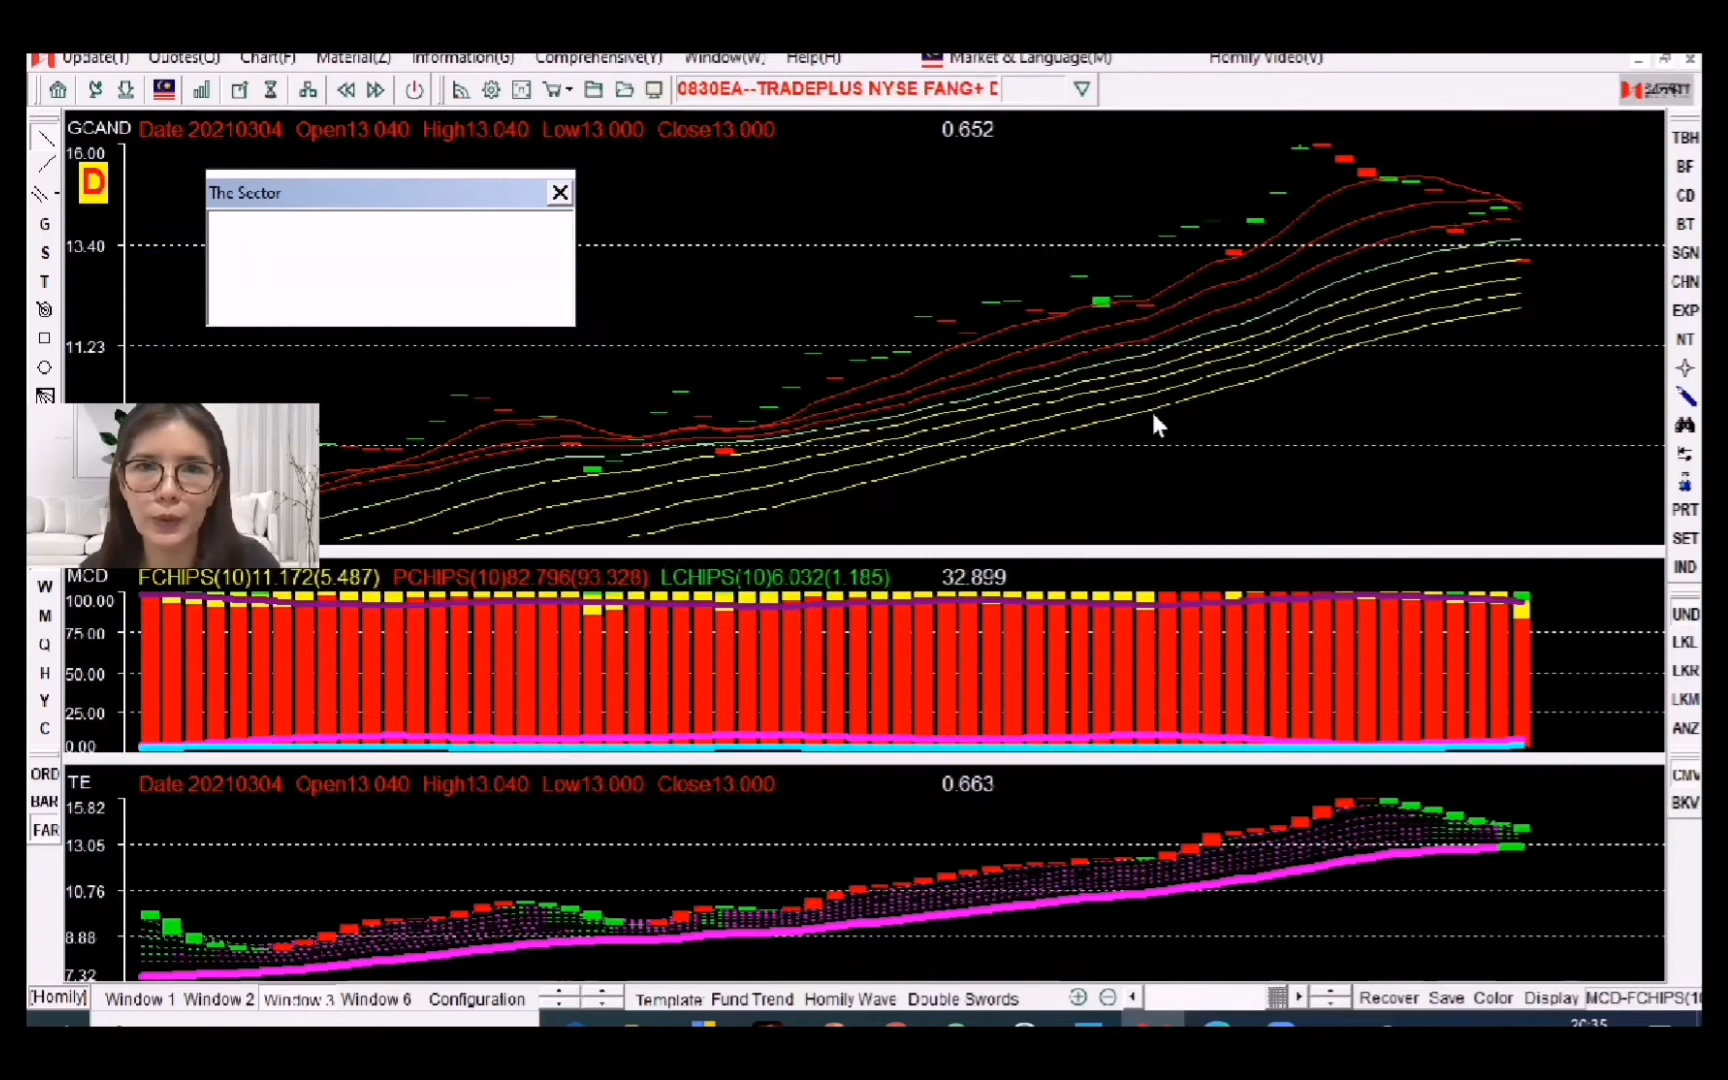 Update(T) Quotes(O) Chart(F) Material(Z) Information(G) Comprehensive(Y) Window(W) Help(H) Market & Language(M) Homily Video(V)
0830EA--TRADEPLUS NYSE FANG+ D
GCAND Date 20210304 Open13.040 High13.040 Low13.000 Close13.000 0.652
16.00
D
The Sector
13.40
11.23
G
S
T
TBH
BF
CD
BT
SGN
CHN
EXP
NT
PRT
SET
IND
MCD FCHIPS(10)11.172(5.487) PCHIPS(10)82.796(93.328) LCHIPS(10)6.032(1.185) 32.899
100.00
75.00
50.00
25.00
0.00
W
M
Q
H
Y
C
UND
LKL
LKR
LKM
ANZ
TE Date 20210304 Open13.040 High13.040 Low13.000 Close13.000 0.663
15.82
13.05
10.76
8.88
7.32
ORD
BAR
FAR
CMV
BKV
[Homily] Window 1 Window 2 Window 3 Window 6 Configuration Template: Fund Trend Homily Wave Double Swords Recover Save Color Display MCD-FCHIPS(10
20:35